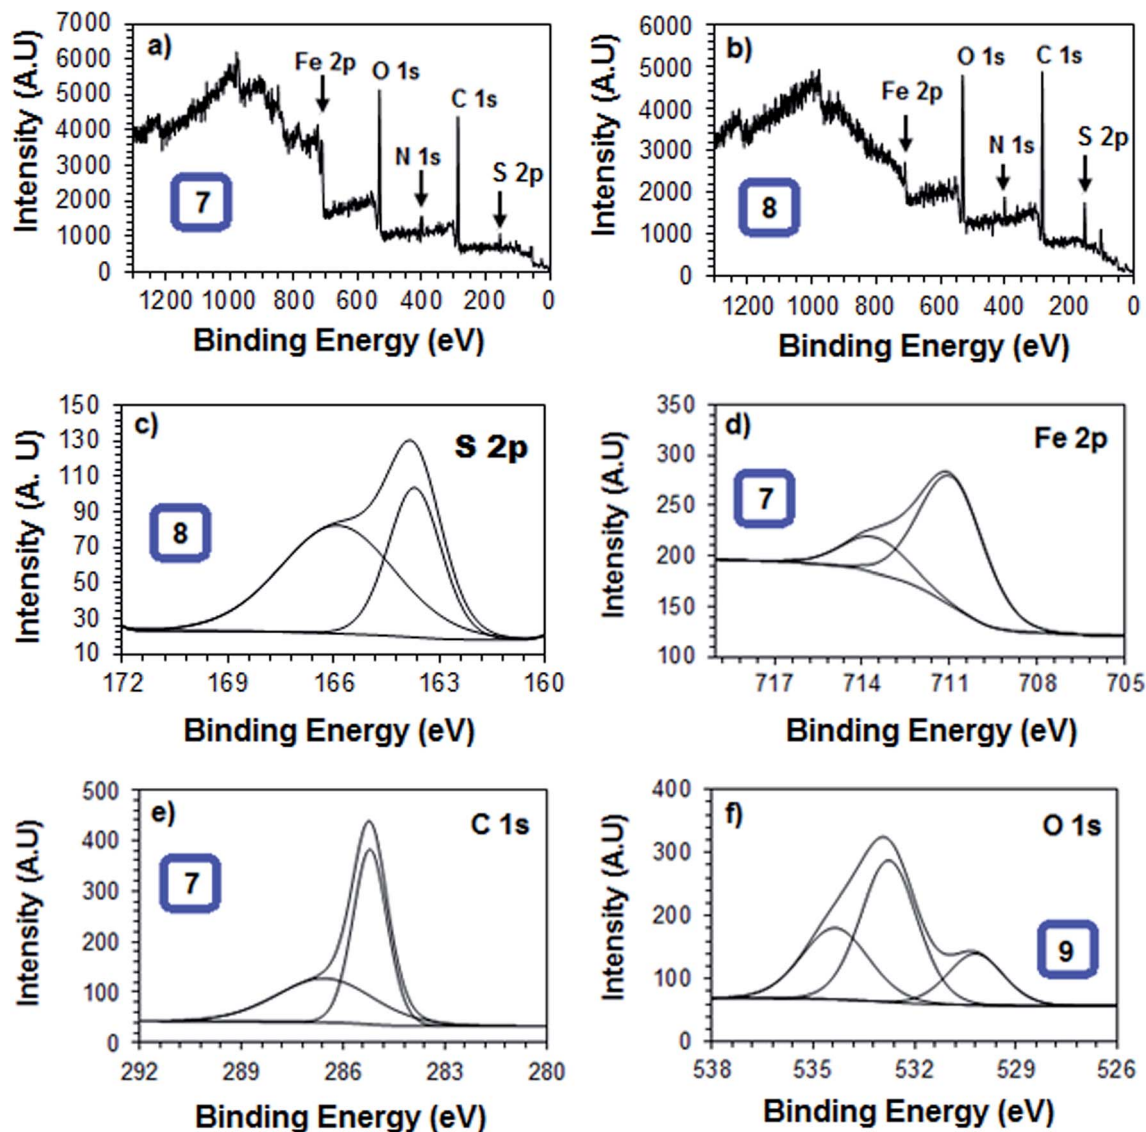 a)
Fe 2p
O 1s
C 1s
N 1s
S 2p
7
Intensity (A.U)
7000
6000
5000
4000
3000
2000
1000
0
1200 1000 800 600 400 200 0
Binding Energy (eV)
b)
O 1s
C 1s
Fe 2p
N 1s
S 2p
8
Intensity (A.U)
6000
5000
4000
3000
2000
1000
0
1200 1000 800 600 400 200 0
Binding Energy (eV)
c)
S 2p
8
Intensity (A. U)
150
130
110
90
70
50
30
10
172 169 166 163 160
Binding Energy (eV)
d)
Fe 2p
7
Intensity (A.U)
350
300
250
200
150
100
717 714 711 708 705
Binding Energy (eV)
e)
C 1s
7
Intensity (A.U)
500
400
300
200
100
0
292 289 286 283 280
Binding Energy (eV)
f)
O 1s
9
Intensity (A.U)
400
300
200
100
0
538 535 532 529 526
Binding Energy (eV)